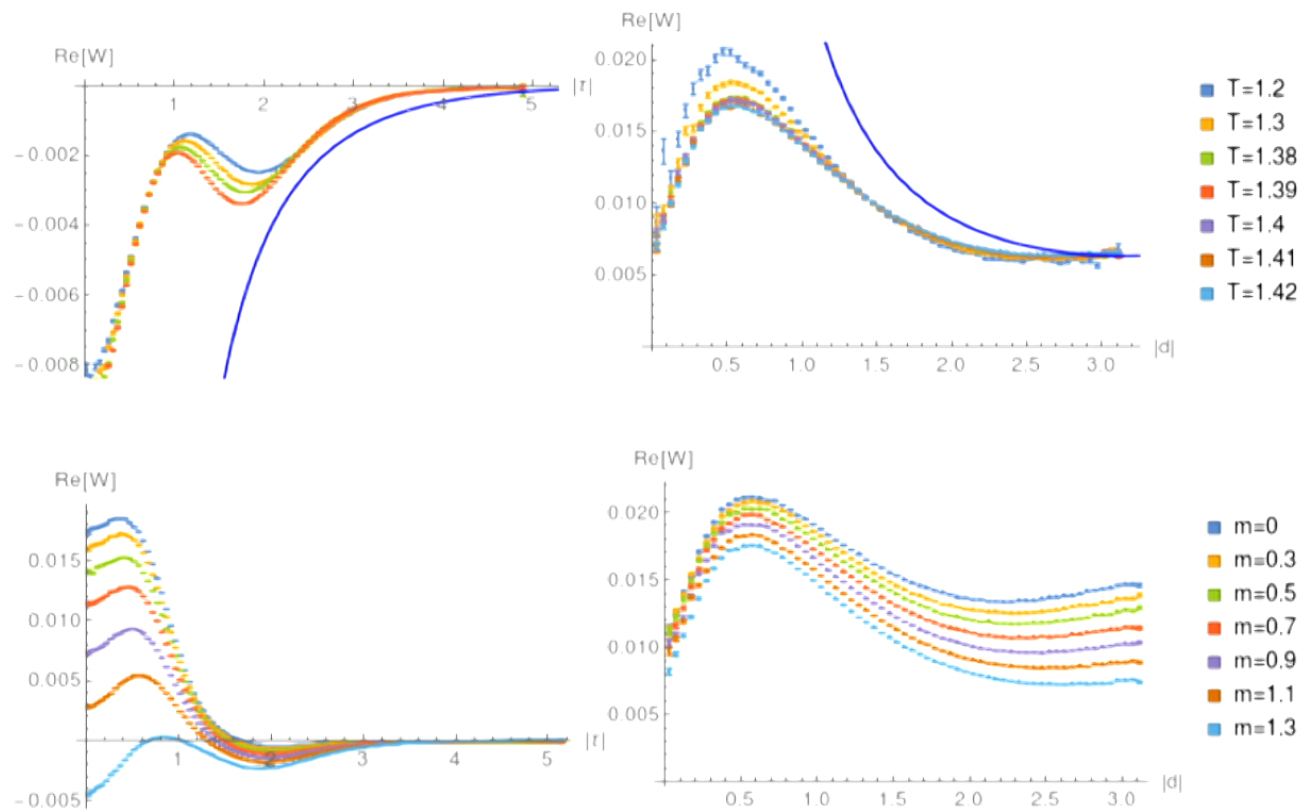 Re[W]
|τ|
1
2
3
4
5
−0.002
−0.004
−0.006
−0.008
Re[W]
0.020
0.015
0.010
0.005
0.5
1.0
1.5
2.0
2.5
3.0
|d|
T=1.2
T=1.3
T=1.38
T=1.39
T=1.4
T=1.41
T=1.42
Re[W]
0.015
0.010
0.005
−0.005
1
2
3
4
5
|τ|
Re[W]
0.020
0.015
0.010
0.005
0.5
1.0
1.5
2.0
2.5
3.0
|d|
m=0
m=0.3
m=0.5
m=0.7
m=0.9
m=1.1
m=1.3